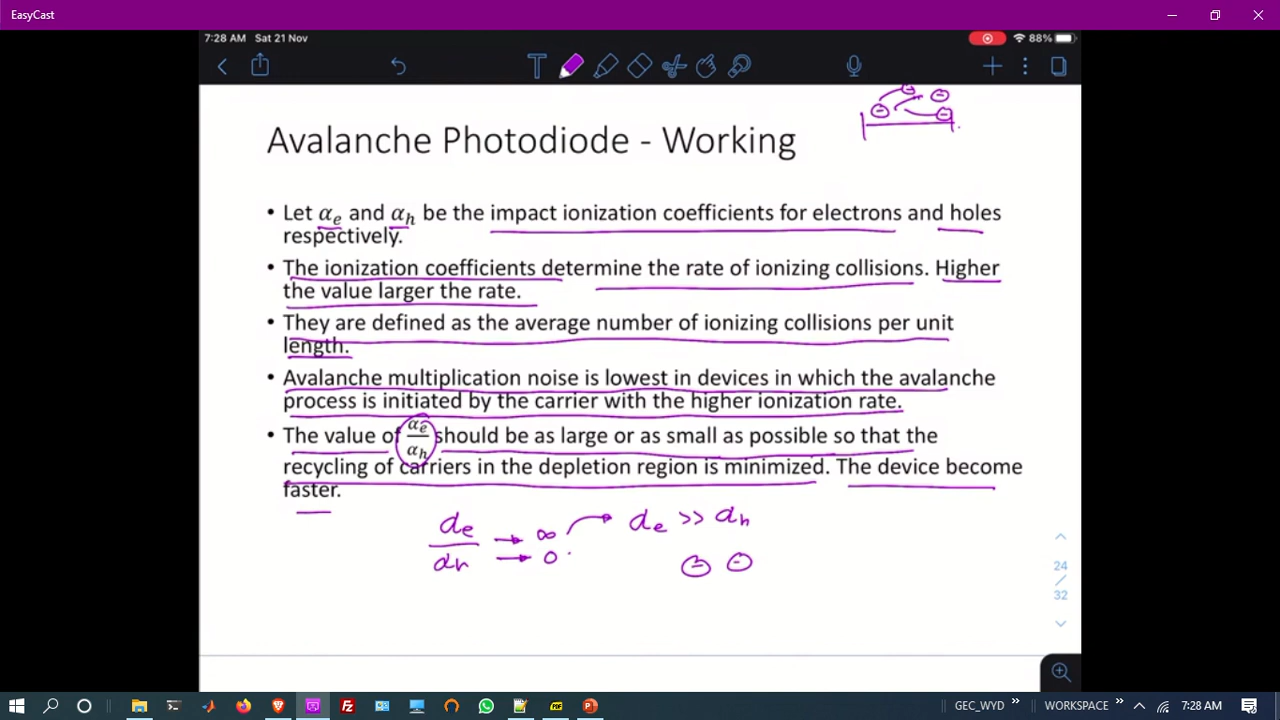 EasyCast
7:28 AM Sat 21 Nov
88%
Avalanche Photodiode - Working
• Let αe and αh be the impact ionization coefficients for electrons and holes
respectively.
• The ionization coefficients determine the rate of ionizing collisions. Higher
the value larger the rate.
• They are defined as the average number of ionizing collisions per unit
length.
• Avalanche multiplication noise is lowest in devices in which the avalanche
process is initiated by the carrier with the higher ionization rate.
• The value of αe/αh should be as large or as small as possible so that the
recycling of carriers in the depletion region is minimized. The device become
faster.
αe/αh → ∞ → αe >> αh
→ 0
24
/
32
GEC_WYD » WORKSPACE » 7:28 AM